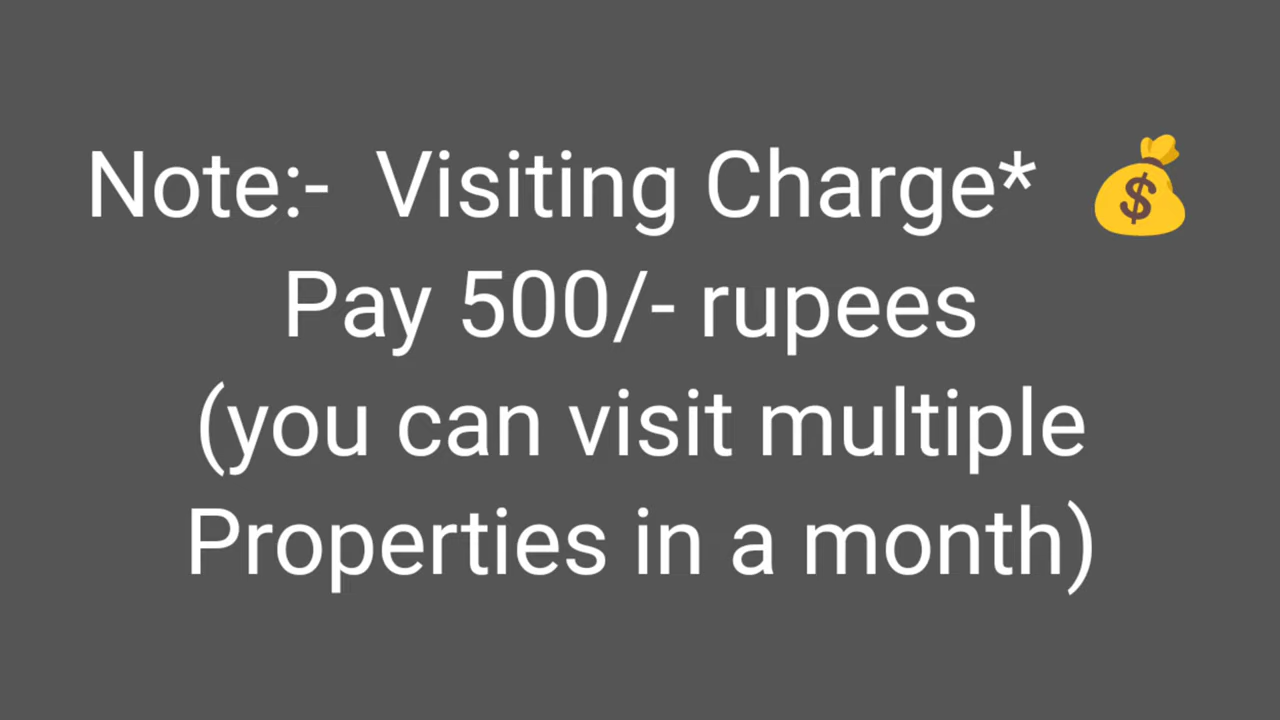 Note:- Visiting Charge* 💰
Pay 500/- rupees
(you can visit multiple
Properties in a month)